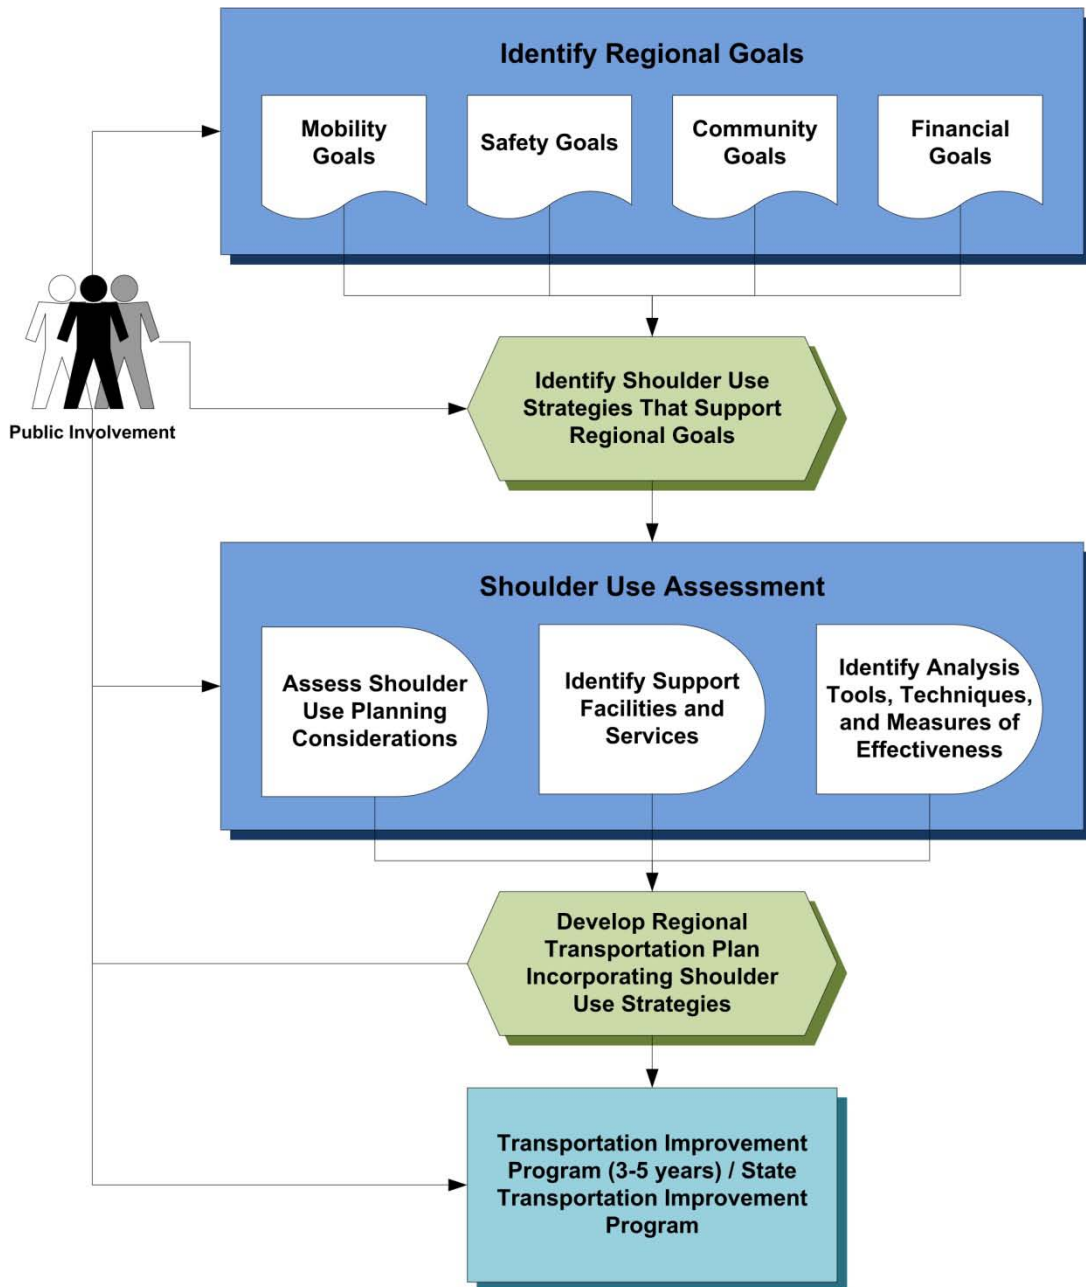 Identify Regional Goals
Mobility
Goals
Safety Goals
Community
Goals
Financial
Goals
Public Involvement
Identify Shoulder Use
Strategies That Support
Regional Goals
Shoulder Use Assessment
Assess Shoulder
Use Planning
Considerations
Identify Support
Facilities and
Services
Identify Analysis
Tools, Techniques,
and Measures of
Effectiveness
Develop Regional
Transportation Plan
Incorporating Shoulder
Use Strategies
Transportation Improvement
Program (3-5 years) / State
Transportation Improvement
Program